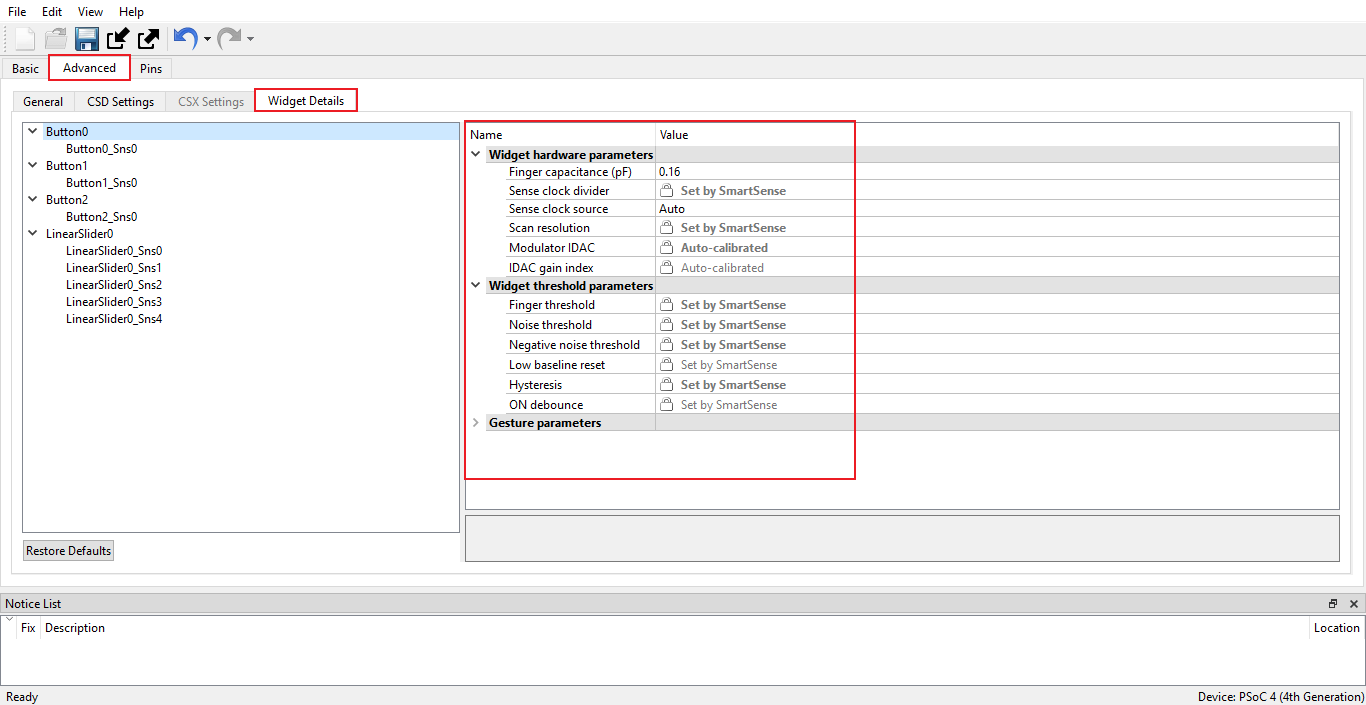 File Edit View Help
Basic Advanced Pins
General CSD Settings CSX Settings Widget Details
Button0
Button0_Sns0
Button1
Button1_Sns0
Button2
Button2_Sns0
LinearSlider0
LinearSlider0_Sns0
LinearSlider0_Sns1
LinearSlider0_Sns2
LinearSlider0_Sns3
LinearSlider0_Sns4
Restore Defaults
Name Value
Widget hardware parameters
Finger capacitance (pF) 0.16
Sense clock divider Set by SmartSense
Sense clock source Auto
Scan resolution Set by SmartSense
Modulator IDAC Auto-calibrated
IDAC gain index Auto-calibrated
Widget threshold parameters
Finger threshold Set by SmartSense
Noise threshold Set by SmartSense
Negative noise threshold Set by SmartSense
Low baseline reset Set by SmartSense
Hysteresis Set by SmartSense
ON debounce Set by SmartSense
Gesture parameters
Notice List
Fix Description Location
Ready Device: PSoC 4 (4th Generation)